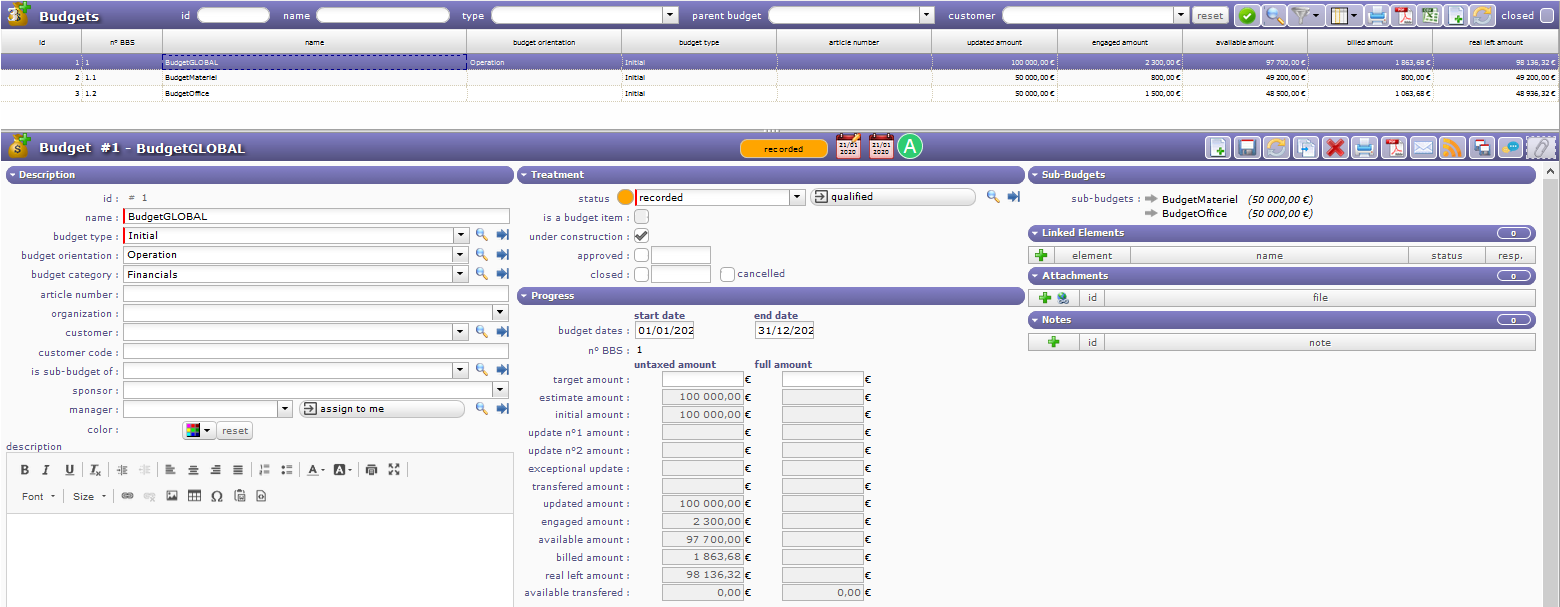 Budgets id name type parent budget customer reset closed
id n° BBS name budget orientation budget type article number updated amount engaged amount available amount billed amount real left amount
1 1 BudgetGLOBAL Operation Initial 100 000,00 € 2 300,00 € 97 700,00 € 1 863,68 € 98 136,32 €
2 1.1 BudgetMateriel Initial 50 000,00 € 800,00 € 49 200,00 € 800,00 € 49 200,00 €
3 1.2 BudgetOffice Initial 50 000,00 € 1 500,00 € 48 500,00 € 1 063,68 € 48 936,32 €
Budget #1 - BudgetGLOBAL recorded 21/01 2020 21/01 2020 A
Description
id : # 1
name : BudgetGLOBAL
budget type : Initial
budget orientation : Operation
budget category : Financials
article number :
organization :
customer :
customer code :
is sub-budget of :
sponsor :
manager : assign to me
color : reset
description
B I U Tx A A
Font Size Ω
Treatment
status recorded qualified
is a budget item :
under construction :
approved :
closed : cancelled
Progress
start date end date
budget dates : 01/01/202 31/12/202
n° BBS : 1
untaxed amount full amount
target amount : € €
estimate amount : 100 000,00 € €
initial amount : 100 000,00 € €
update n°1 amount : € €
update n°2 amount : € €
exceptional update : € €
transfered amount : € €
updated amount : 100 000,00 € €
engaged amount : 2 300,00 € €
available amount : 97 700,00 € €
billed amount : 1 863,68 € €
real left amount : 98 136,32 € €
available transfered : 0,00 € 0,00 €
Sub-Budgets
sub-budgets : BudgetMateriel (50 000,00 €)
BudgetOffice (50 000,00 €)
Linked Elements 0
element name status resp.
Attachments 0
id file
Notes 0
id note